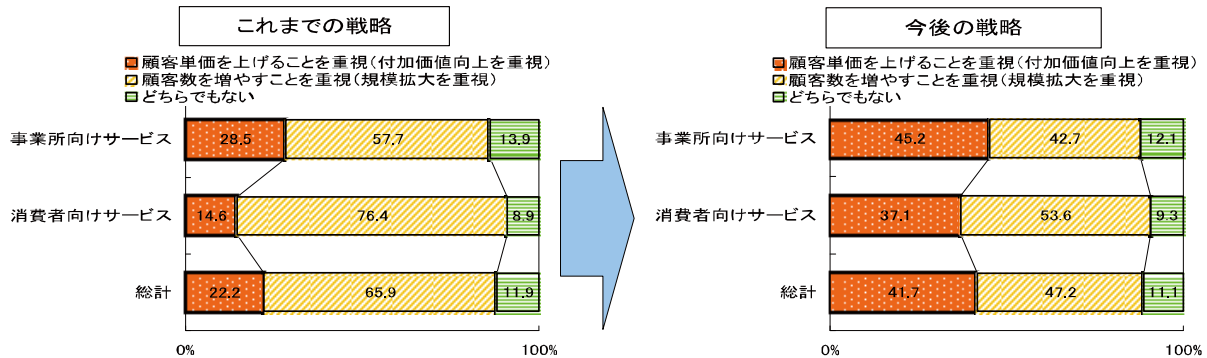 これまでの戦略
■顧客単価を上げることを重視(付加価値向上を重視)
顧客数を増やすことを重視(規模拡大を重視)
どちらでもない
事業所向けサービス 28.5 57.7 13.9
消費者向けサービス 14.6 76.4 8.9
総計 22.2 65.9 11.9
0% 100%
今後の戦略
顧客単価を上げることを重視(付加価値向上を重視)
顧客数を増やすことを重視(規模拡大を重視)
どちらでもない
事業所向けサービス 45.2 42.7 12.1
消費者向けサービス 37.1 53.6 9.3
総計 41.7 47.2 11.1
0% 100%